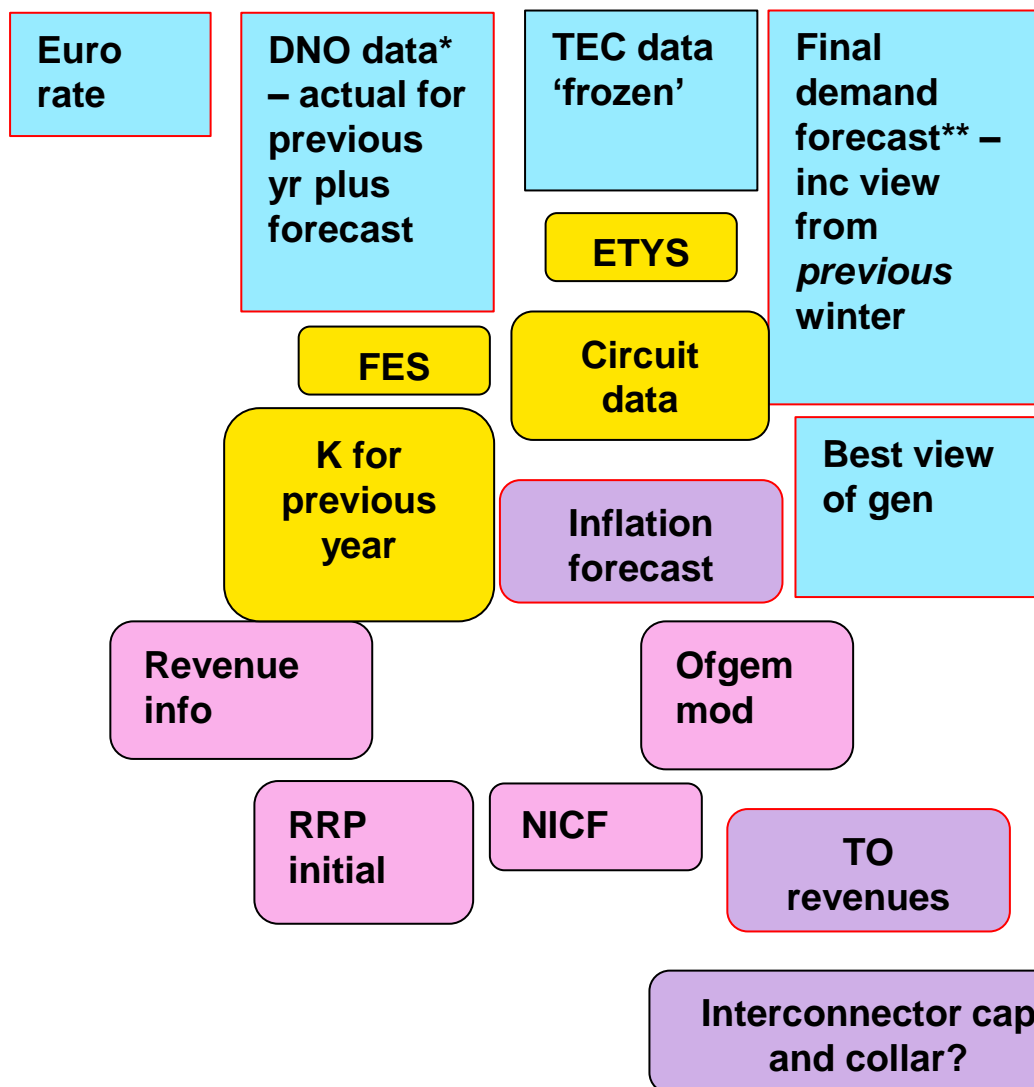 Euro
rate
DNO data*
– actual for
previous
yr plus
forecast
TEC data
‘frozen’
Final
demand
forecast** –
inc view
from
previous
winter
ETYS
FES
Circuit
data
K for
previous
year
Inflation
forecast
Best view
of gen
Revenue
info
Ofgem
mod
RRP
initial
NICF
TO
revenues
Interconnector cap
and collar?